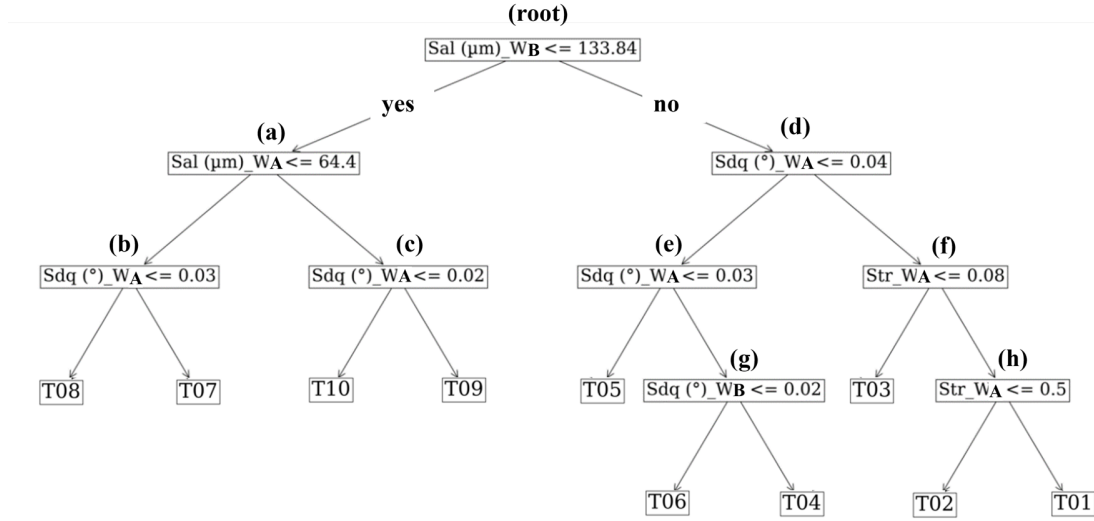 (root)
Sal (μm)_WB <= 133.84
yes
no
(a)
(d)
Sal (μm)_WA <= 64.4
Sdq (°)_WA <= 0.04
(b)
(c)
(e)
(f)
Sdq (°)_WA <= 0.03
Sdq (°)_WA <= 0.02
Sdq (°)_WA <= 0.03
Str_WA <= 0.08
(g)
(h)
T08
T07
T10
T09
T05
Sdq (°)_WB <= 0.02
T03
Str_WA <= 0.5
T06
T04
T02
T01